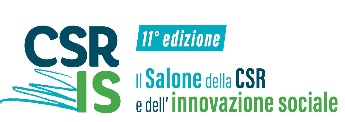 CSR
IS
11° edizione
Il Salone della CSR
e dell' innovazione sociale